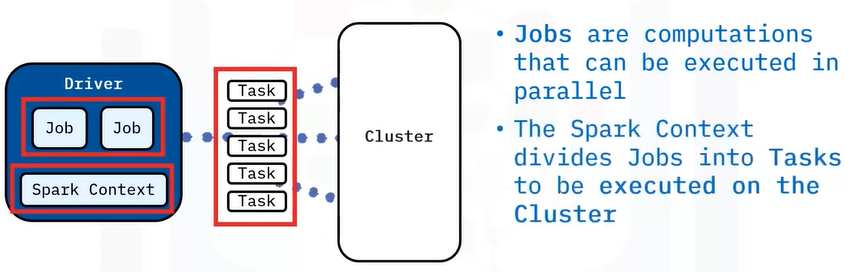 Driver
Job Job
Spark Context
Task
Task
Task
Task
Task
Cluster
• Jobs are computations
that can be executed in
parallel
• The Spark Context
divides Jobs into Tasks
to be executed on the
Cluster